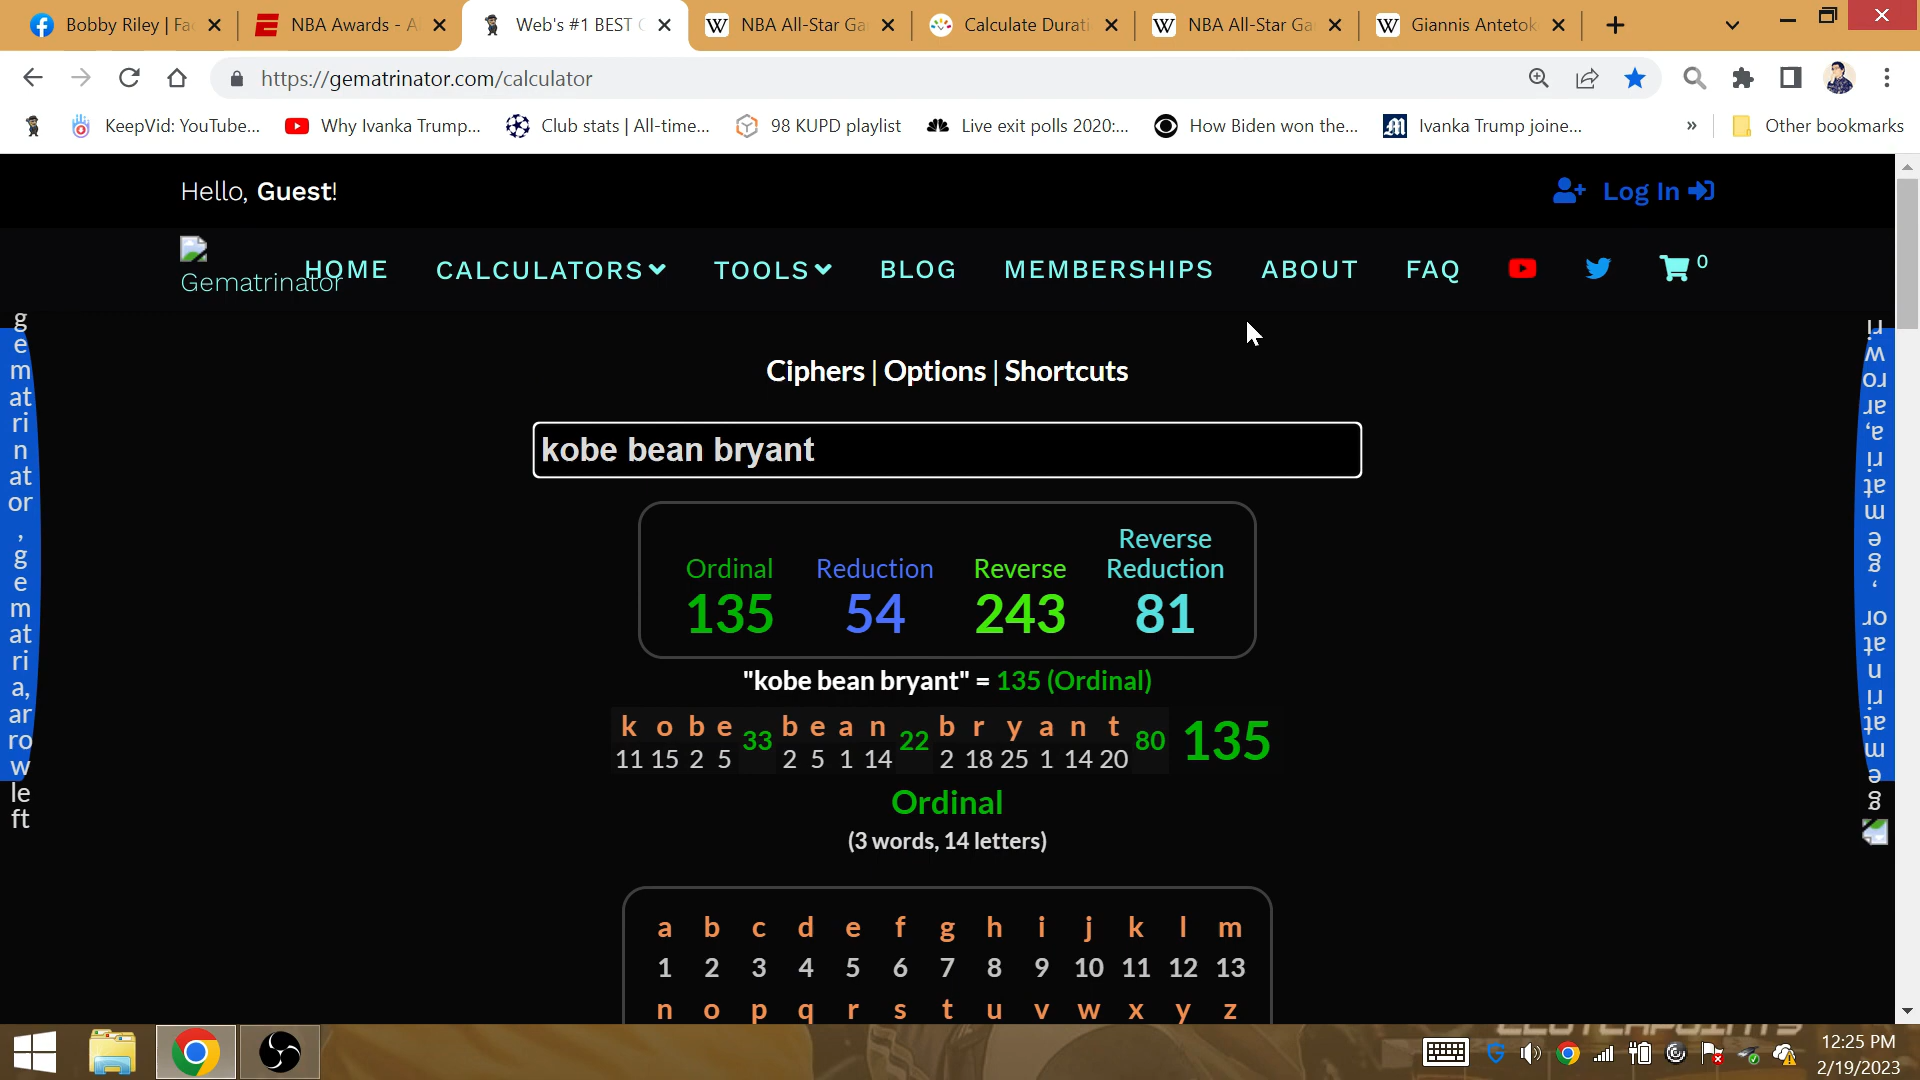 Bobby Riley | Fac
NBA Awards - A
Web's #1 BEST G
NBA All-Star Ga
Calculate Durati
NBA All-Star Ga
Giannis Antetok
https://gematrinator.com/calculator
KeepVid: YouTube...
Why Ivanka Trump...
Club stats | All-time...
98 KUPD playlist
Live exit polls 2020:...
How Biden won the...
Ivanka Trump joine...
»
Other bookmarks
Hello, Guest!
Log In
Gematrinator
HOME
CALCULATORS
TOOLS
BLOG
MEMBERSHIPS
ABOUT
FAQ
0
gematrinator, gematria, arrow left
Ciphers | Options | Shortcuts
kobe bean bryant
Ordinal Reduction Reverse Reverse Reduction
135 54 243 81
"kobe bean bryant" = 135 (Ordinal)
k o b e 33 b e a n 22 b r y a n t 80 135
11 15 2 5 2 5 1 14 2 18 25 1 14 20
Ordinal
(3 words, 14 letters)
a b c d e f g h i j k l m
1 2 3 4 5 6 7 8 9 10 11 12 13
n o p q r s t u v w x y z
12:25 PM
2/19/2023